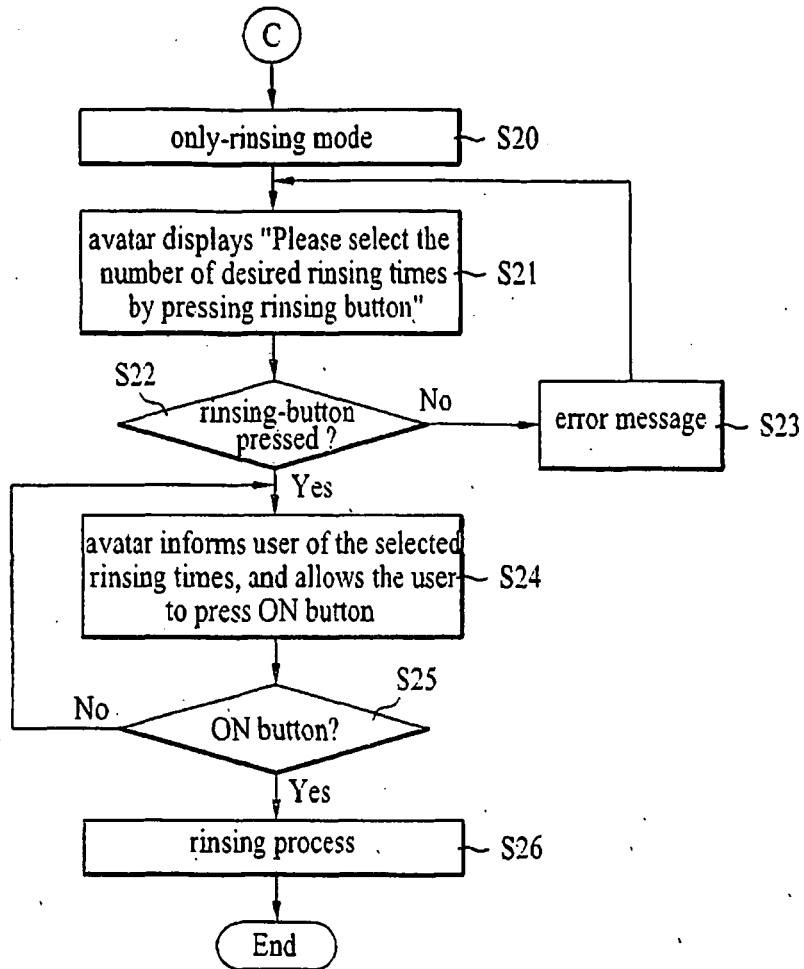 C
only-rinsing mode
S20
avatar displays "Please select the
number of desired rinsing times
by pressing rinsing button"
S21
S22
rinsing-button
pressed ?
No
error message
S23
Yes
avatar informs user of the selected
rinsing times, and allows the user
to press ON button
S24
S25
No
ON button?
Yes
rinsing process
S26
End